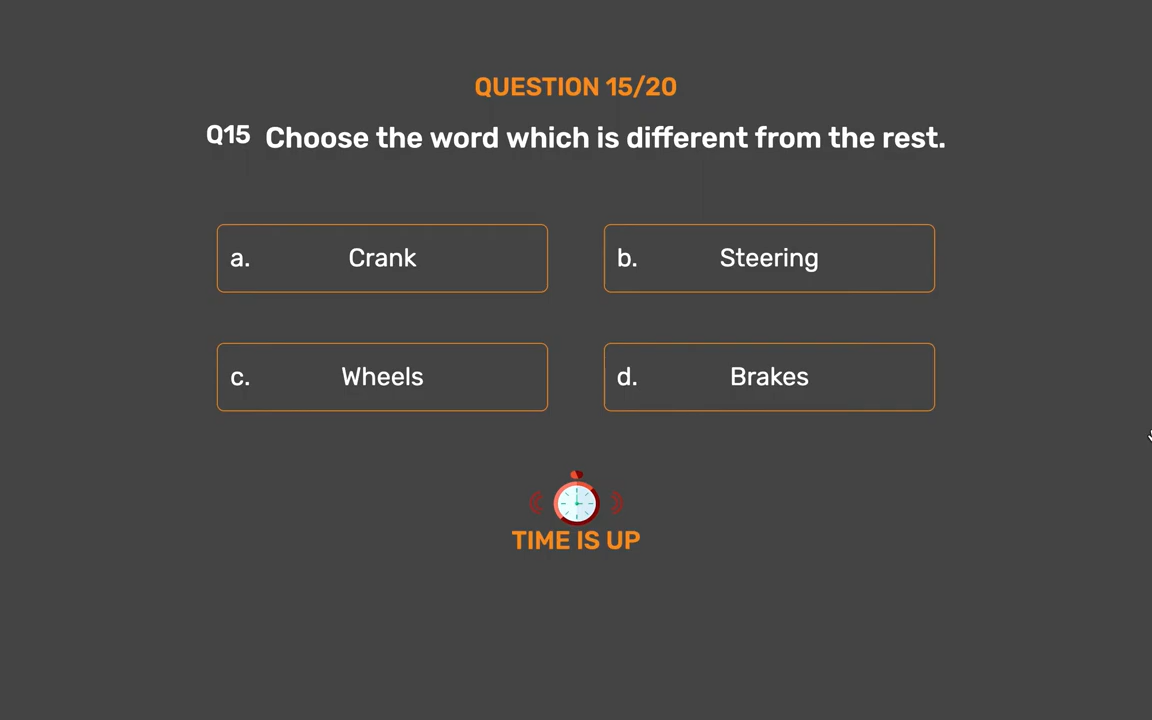 QUESTION 15/20
Q15 Choose the word which is different from the rest.
a. Crank
b. Steering
c. Wheels
d. Brakes
TIME IS UP